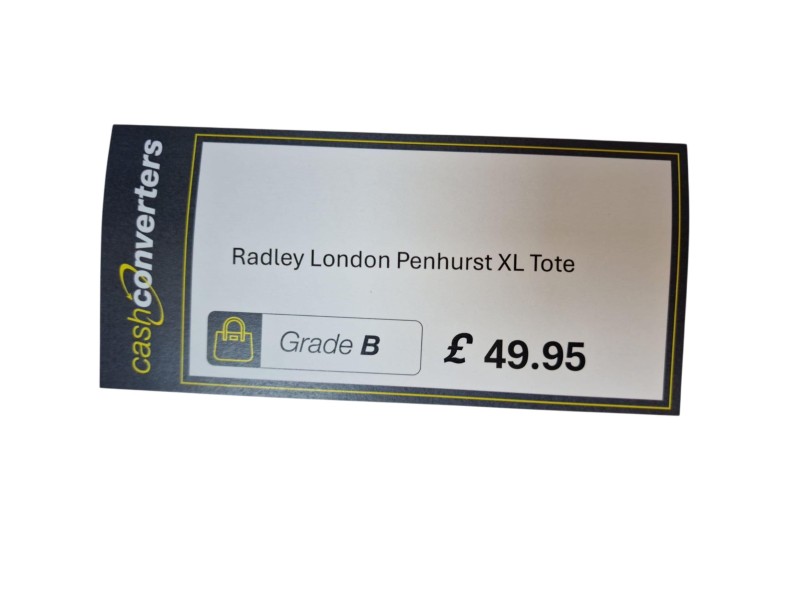 cashconverters
Radley London Penhurst XL Tote
Grade B
£ 49.95